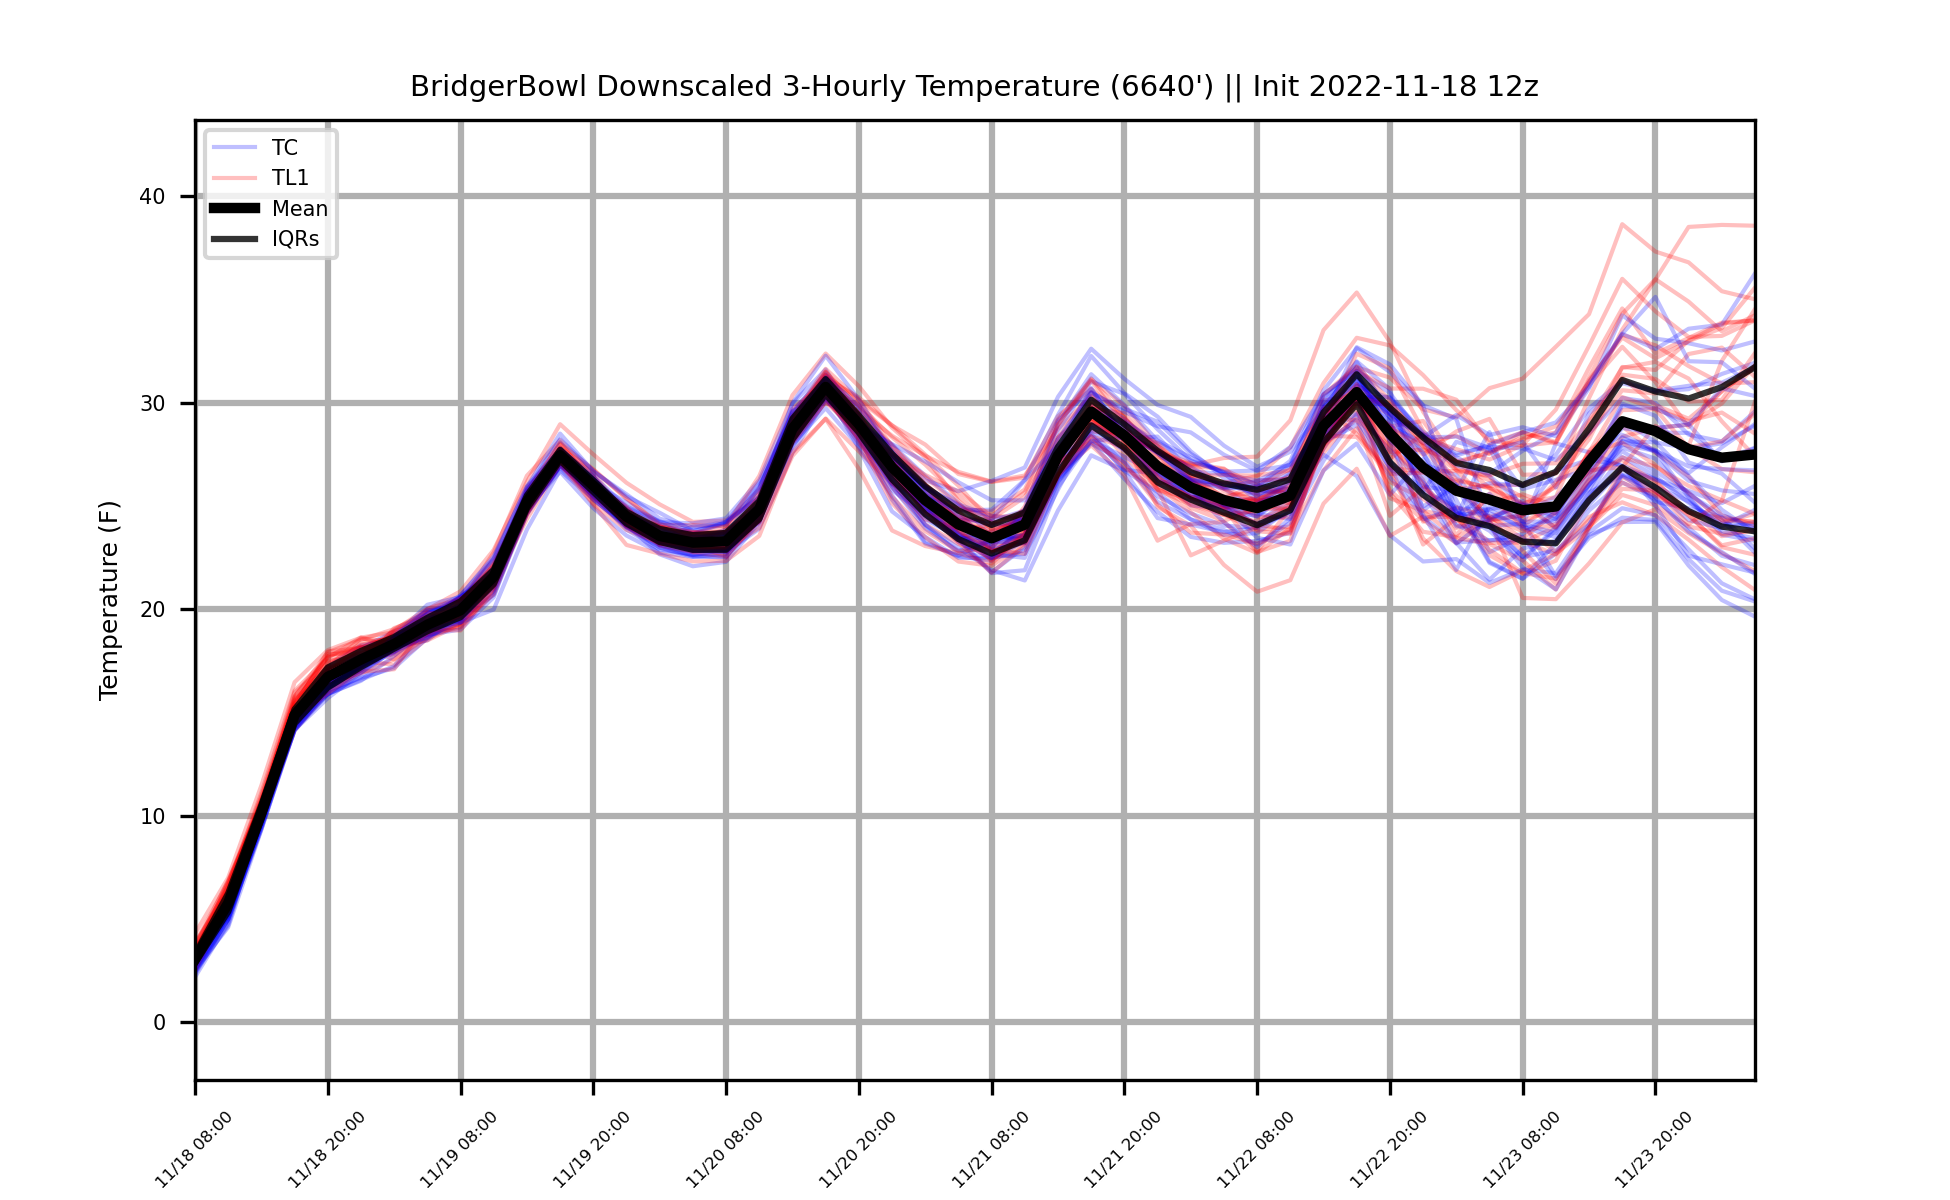 BridgerBowl Downscaled 3-Hourly Temperature (6640') || Init 2022-11-18 12z
TC
TL1
Mean
IQRs
Temperature (F)
40
30
20
10
0
11/18 08:00
11/18 20:00
11/19 08:00
11/19 20:00
11/20 08:00
11/20 20:00
11/21 08:00
11/21 20:00
11/22 08:00
11/22 20:00
11/23 08:00
11/23 20:00